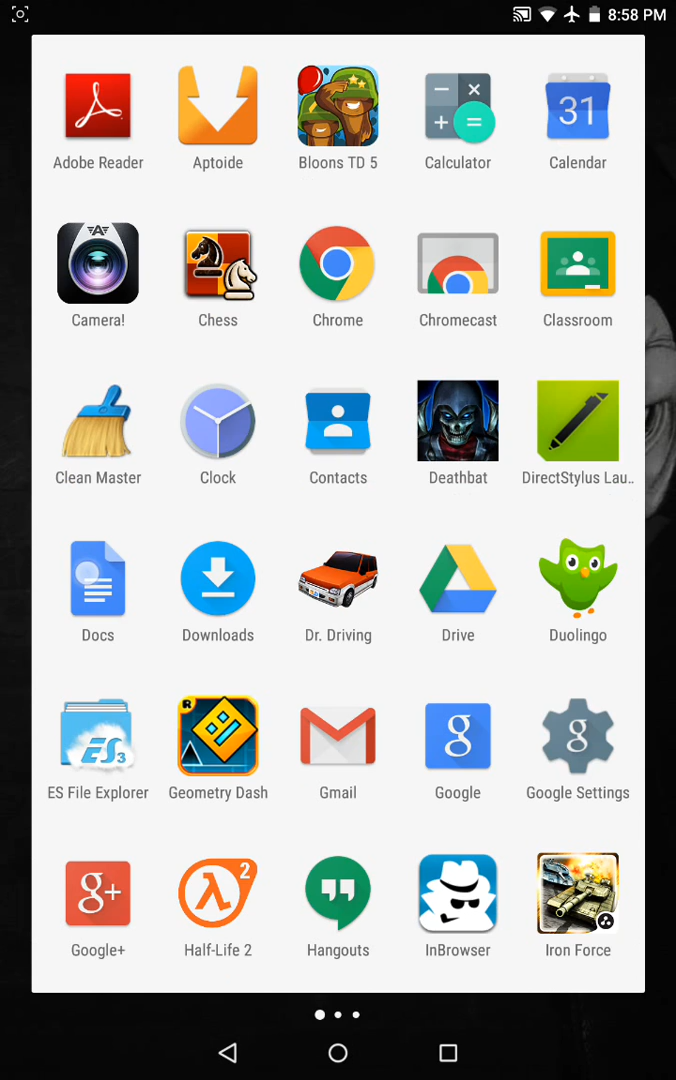 8:58 PM
31
Adobe Reader Aptoide Bloons TD 5 Calculator Calendar
A
Camera! Chess Chrome Chromecast Classroom
Clean Master Clock Contacts Deathbat DirectStylus Lau..
Docs Downloads Dr. Driving Drive Duolingo
R
ES3 g g
ES File Explorer Geometry Dash Gmail Google Google Settings
g+ λ2
Google+ Half-Life 2 Hangouts InBrowser Iron Force